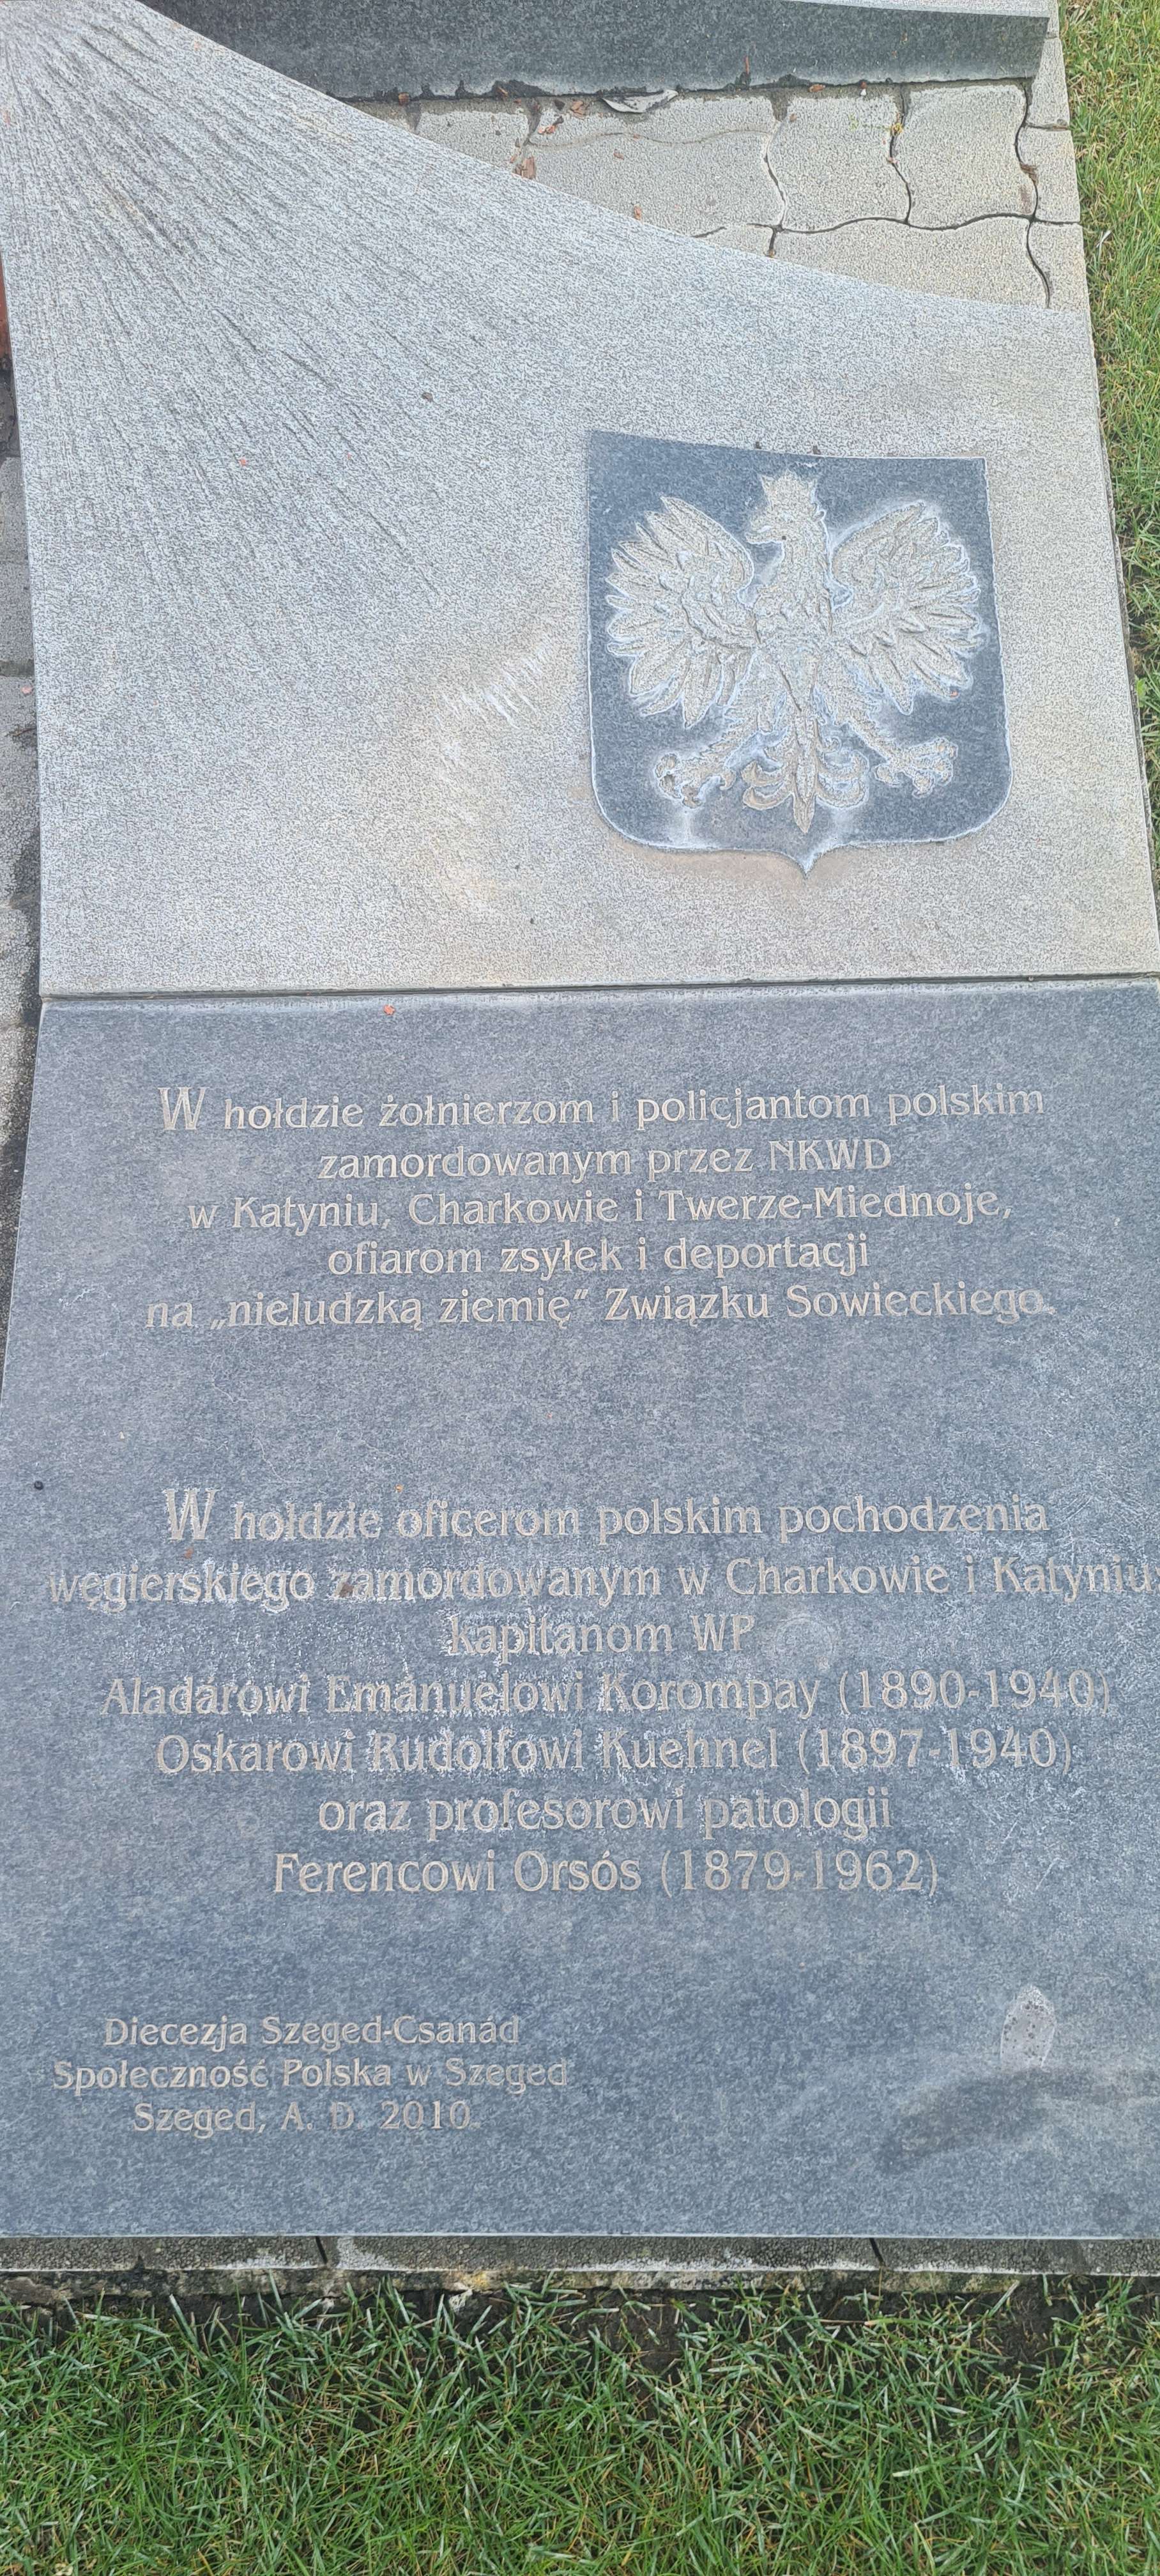 W hołdzie żołnierzom i policjantom polskim
zamordowanym przez NKWD
w Katyniu, Charkowie i Twerze-Miednoje,
ofiarom zsyłek i deportacji
na „nieludzką ziemię” Związku Sowieckiego.
W hołdzie oficerom polskim pochodzenia
węgierskiego zamordowanym w Charkowie i Katyniu:
kapitanom WP
Aladárowi Emánuelowi Korompay (1890-1940)
Oskarowi Rudolfowi Kuehnel (1897-1940)
oraz profesorowi patologii
Ferencowi Orsós (1879-1962)
Diecezja Szeged-Csanád
Społeczność Polska w Szeged
Szeged, A. D. 2010.